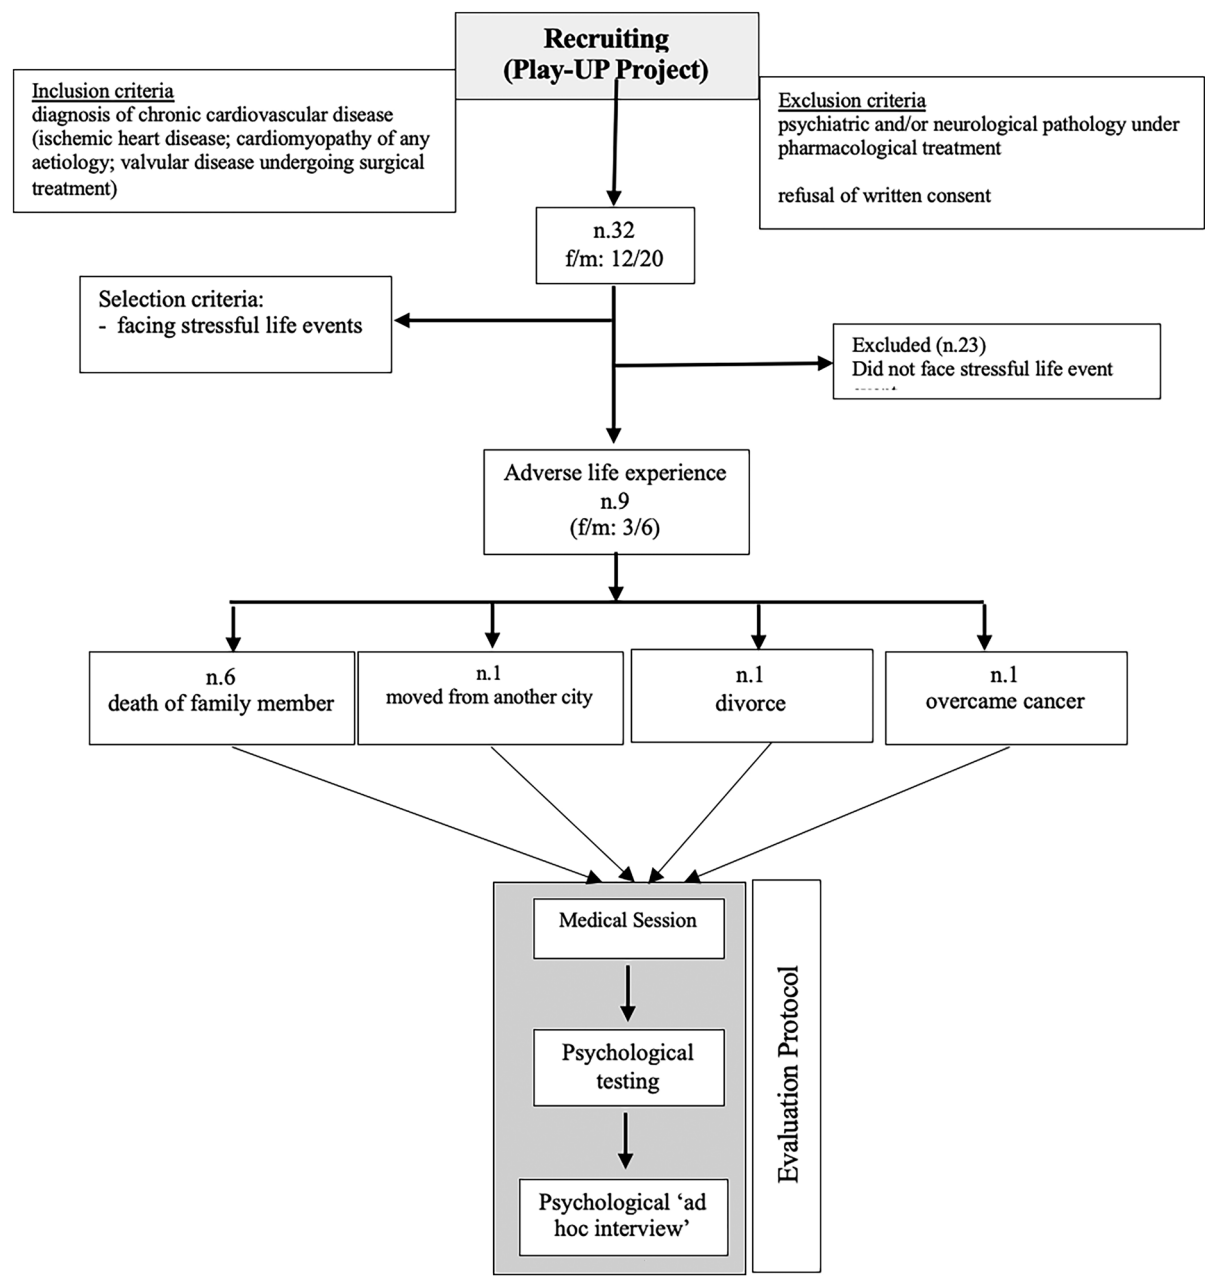 Recruiting
(Play-UP Project)
Inclusion criteria
diagnosis of chronic cardiovascular disease
(ischemic heart disease; cardiomyopathy of any
aetiology; valvular disease undergoing surgical
treatment)
Exclusion criteria
psychiatric and/or neurological pathology under
pharmacological treatment
refusal of written consent
n.32
f/m: 12/20
Selection criteria:
- facing stressful life events
Excluded (n.23)
Did not face stressful life event
Adverse life experience
n.9
(f/m: 3/6)
n.6
death of family member
n.1
moved from another city
n.1
divorce
n.1
overcame cancer
Medical Session
Psychological
testing
Psychological ‘ad
hoc interview’
Evaluation Protocol